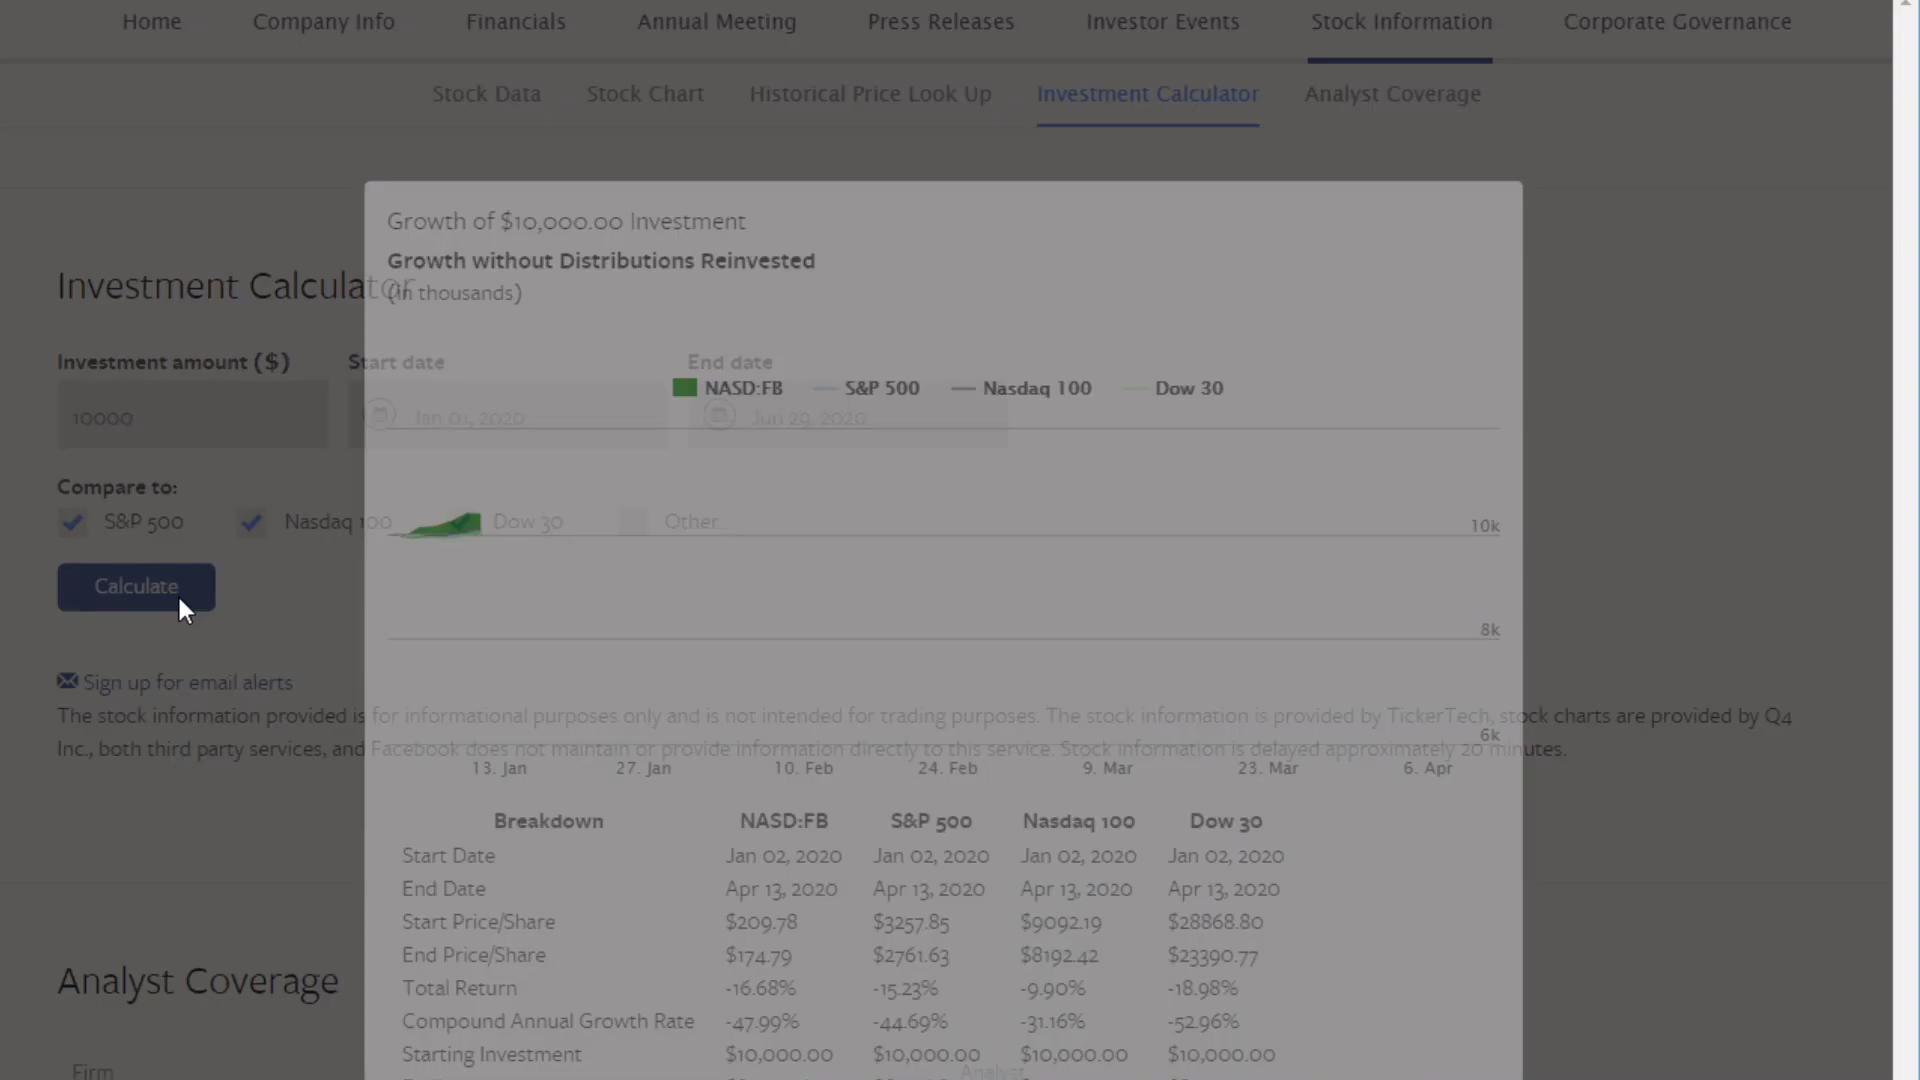 Home Company Info Financials Annual Meeting Press Releases Investor Events Stock Information Corporate Governance
Stock Data Stock Chart Historical Price Look Up Investment Calculator Analyst Coverage
Growth of $10,000.00 Investment
Growth without Distributions Reinvested
(in thousands)
Investment Calculator
Investment amount ($) Start date End date
NASD:FB S&P 500 Nasdaq 100 Dow 30
10000 Jan 01, 2020 Jun 29, 2020
Compare to:
S&P 500 Nasdaq 100 Dow 30 Other
10k
Calculate
8k
Sign up for email alerts
The stock information provided is for informational purposes only and is not intended for trading purposes. The stock information is provided by TickerTech, stock charts are provided by Q4
6k
Inc., both third party services, and Facebook does not maintain or provide information directly to this service. Stock information is delayed approximately 20 minutes.
13. Jan 27. Jan 10. Feb 24. Feb 9. Mar 23. Mar 6. Apr
Breakdown NASD:FB S&P 500 Nasdaq 100 Dow 30
Start Date Jan 02, 2020 Jan 02, 2020 Jan 02, 2020 Jan 02, 2020
End Date Apr 13, 2020 Apr 13, 2020 Apr 13, 2020 Apr 13, 2020
Start Price/Share $209.78 $3257.85 $9092.19 $28868.80
End Price/Share $174.79 $2761.63 $8192.42 $23390.77
Analyst Coverage
Total Return -16.68% -15.23% -9.90% -18.98%
Compound Annual Growth Rate -47.99% -44.69% -31.16% -52.96%
Starting Investment $10,000.00 $10,000.00 $10,000.00 $10,000.00
Firm Analyst